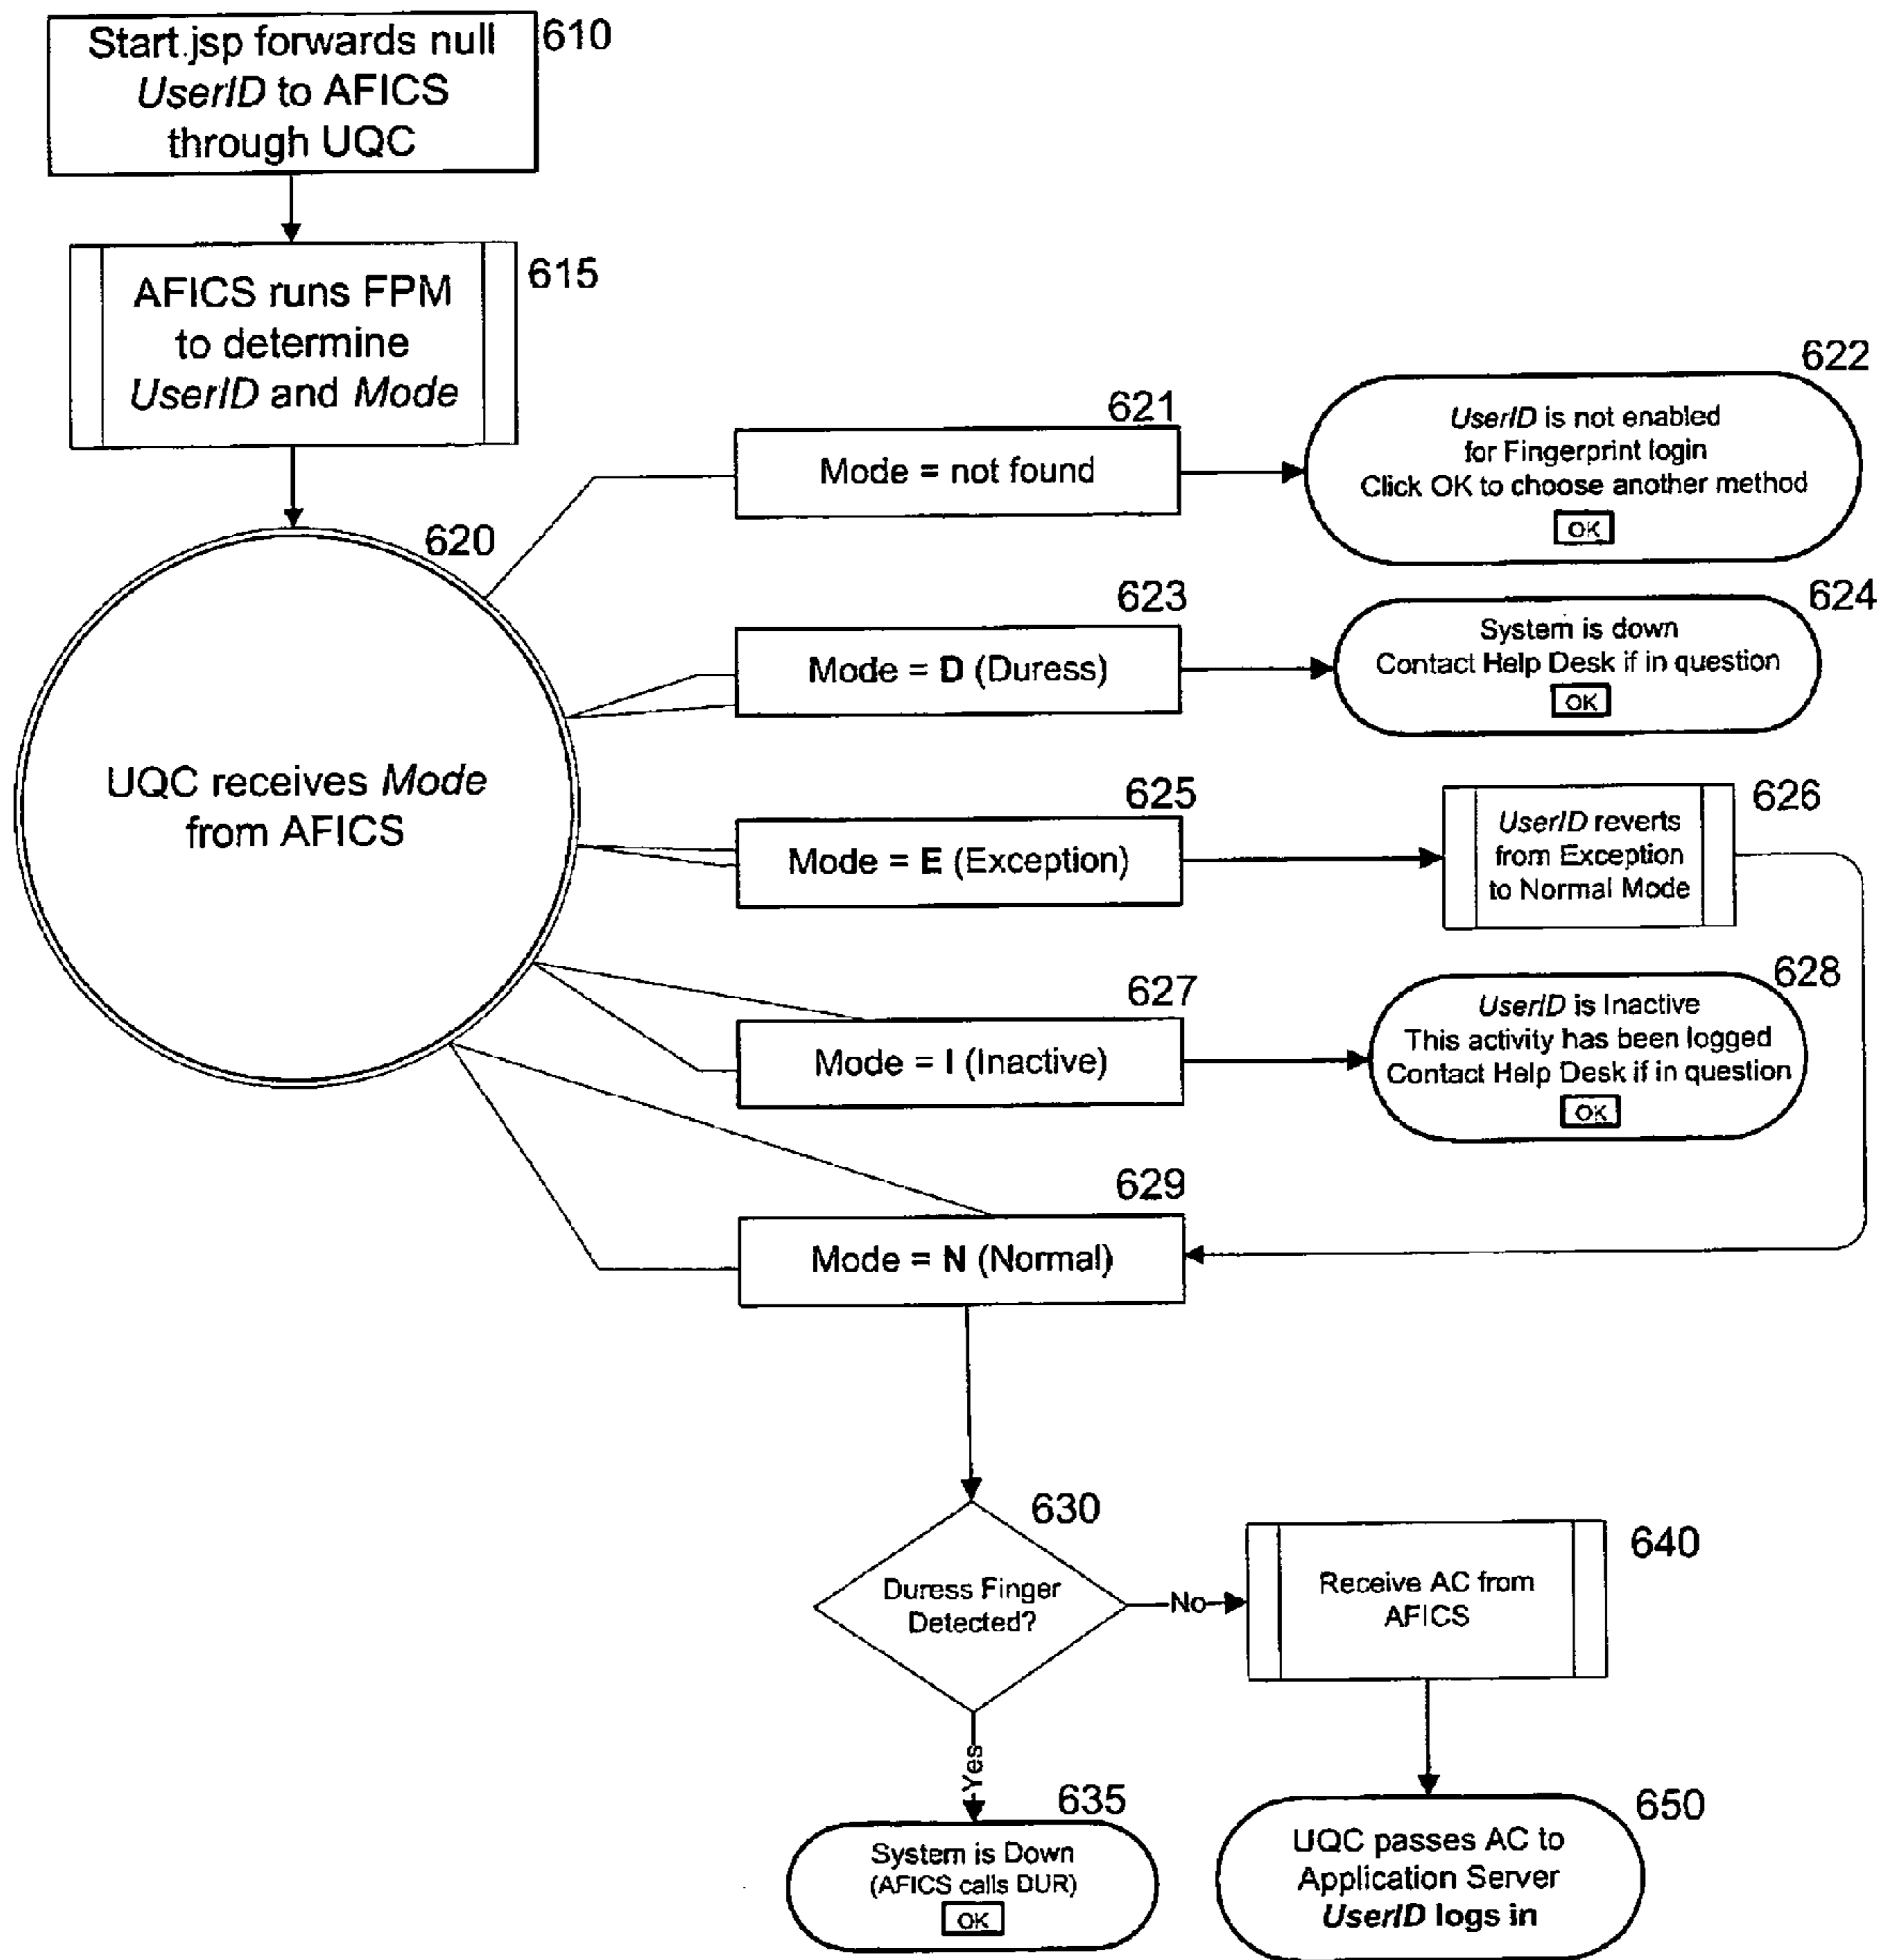 Start.jsp forwards null
UserID to AFICS
through UQC
610
AFICS runs FPM
to determine
UserID and Mode
615
620
UQC receives Mode
from AFICS
621
Mode = not found
622
UserID is not enabled
for Fingerprint login
Click OK to choose another method
OK
623
Mode = D (Duress)
624
System is down
Contact Help Desk if in question
OK
625
Mode = E (Exception)
626
UserID reverts
from Exception
to Normal Mode
627
Mode = I (Inactive)
628
UserID is Inactive
This activity has been logged
Contact Help Desk if in question
OK
629
Mode = N (Normal)
630
Duress Finger
Detected?
No
640
Receive AC from
AFICS
Yes
635
System is Down
(AFICS calls DUR)
OK
650
UQC passes AC to
Application Server
UserID logs in